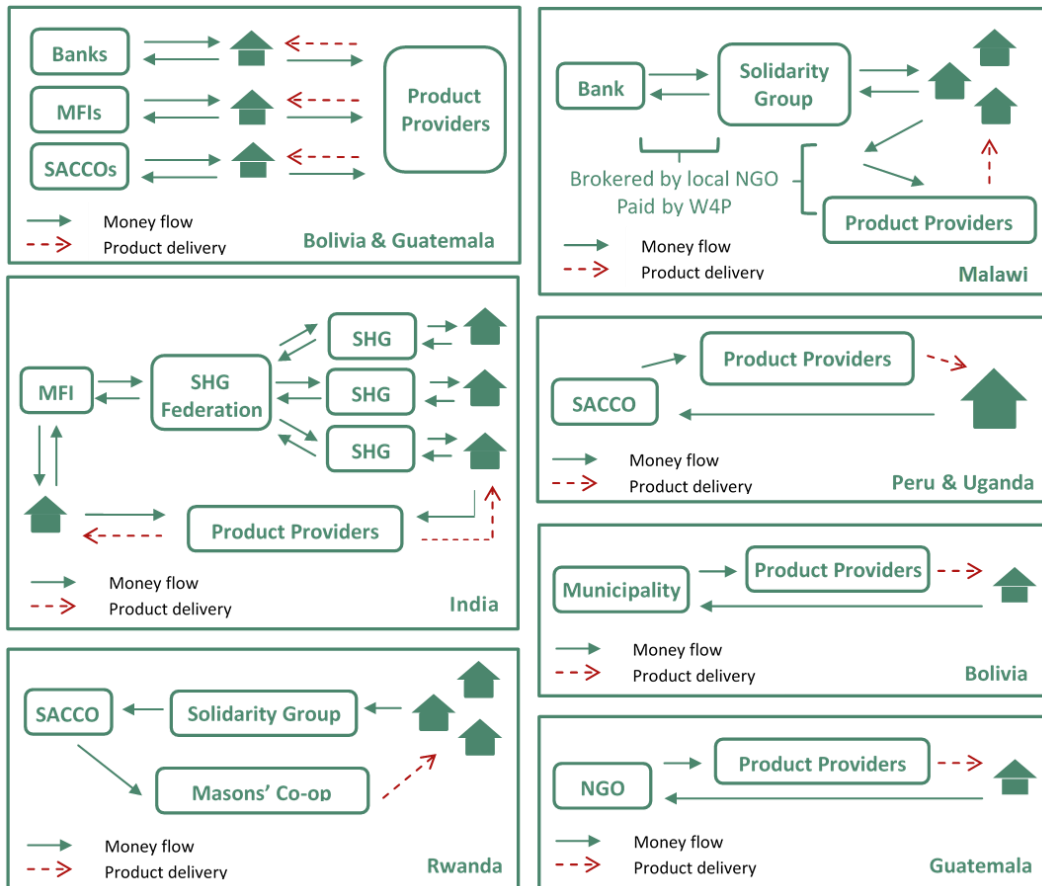 Banks
MFIs
SACCOs
Product
Providers
Money flow
Product delivery
Bolivia & Guatemala
Bank
Solidarity
Group
Brokered by local NGO
Paid by W4P
Product Providers
Money flow
Product delivery
Malawi
MFI
SHG
Federation
SHG
SHG
SHG
Product Providers
Money flow
Product delivery
India
Product Providers
SACCO
Money flow
Product delivery
Peru & Uganda
Product Providers
Municipality
Money flow
Product delivery
Bolivia
SACCO
Solidarity Group
Masons’ Co-op
Money flow
Product delivery
Rwanda
Product Providers
NGO
Money flow
Product delivery
Guatemala